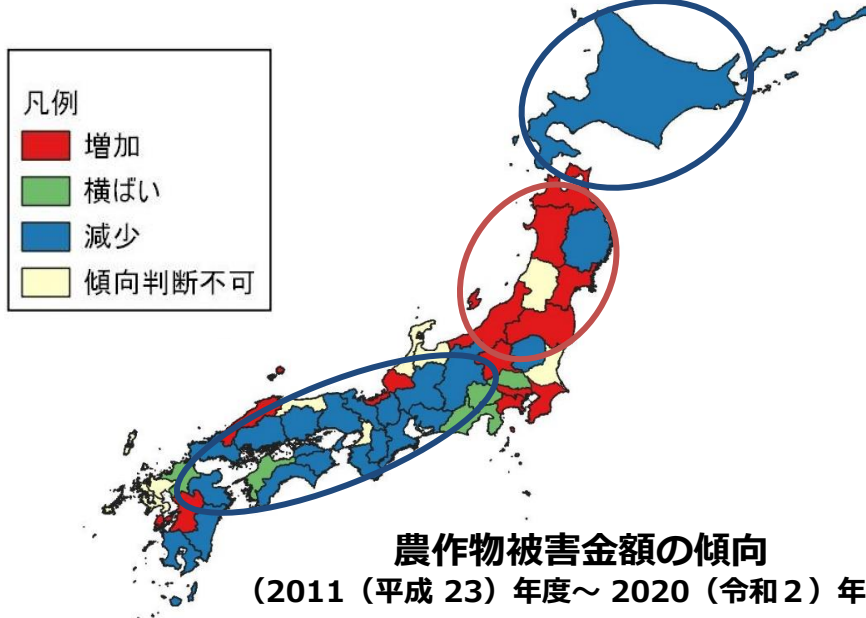 凡例
増加
横ばい
減少
傾向判断不可
農作物被害金額の傾向
（2011（平成 23）年度～ 2020（令和２）年